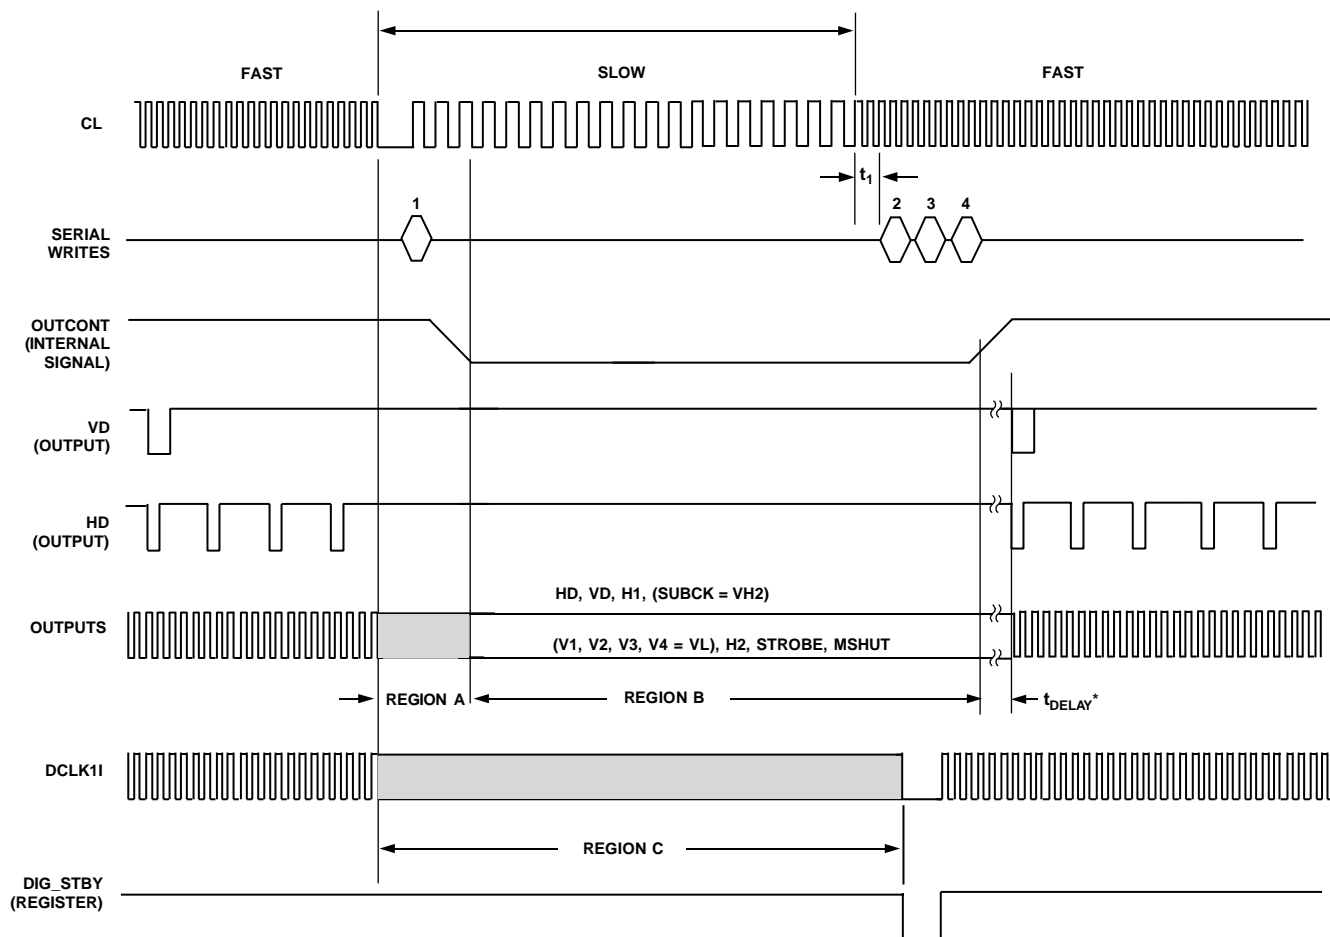 FAST SLOW FAST
CL
t1
1 2 3 4
SERIAL
WRITES
OUTCONT
(INTERNAL
SIGNAL)
VD
(OUTPUT)
HD
(OUTPUT)
HD, VD, H1, (SUBCK = VH2)
OUTPUTS
(V1, V2, V3, V4 = VL), H2, STROBE, MSHUT
REGION A REGION B tDELAY*
DCLK1I
REGION C
DIG_STBY
(REGISTER)